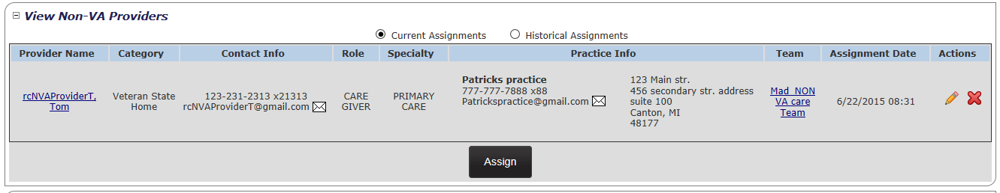 View Non-VA Providers
Current Assignments Historical Assignments
Provider Name Category Contact Info Role Specialty Practice Info Team Assignment Date Actions
rcNVAProviderT,
Tom
Veteran State
Home
123-231-2313 x21313
rcNVAProviderT@gmail.com
CARE
GIVER
PRIMARY
CARE
Patricks practice
777-777-7888 x88
Patrickspractice@gmail.com
123 Main str.
456 secondary str. address
suite 100
Canton, MI
48177
Mad_NON
VA care
Team
6/22/2015 08:31
Assign